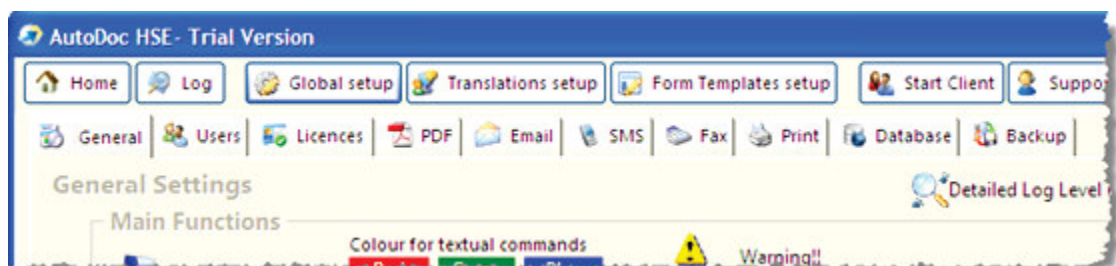 AutoDoc HSE- Trial Version
Home Log Global setup Translations setup Form Templates setup Start Client
General Users Licences PDF Email SMS Fax Print Database Backup
General Settings
Detailed Log Level
Main Functions
Colour for textual commands
Warning!!